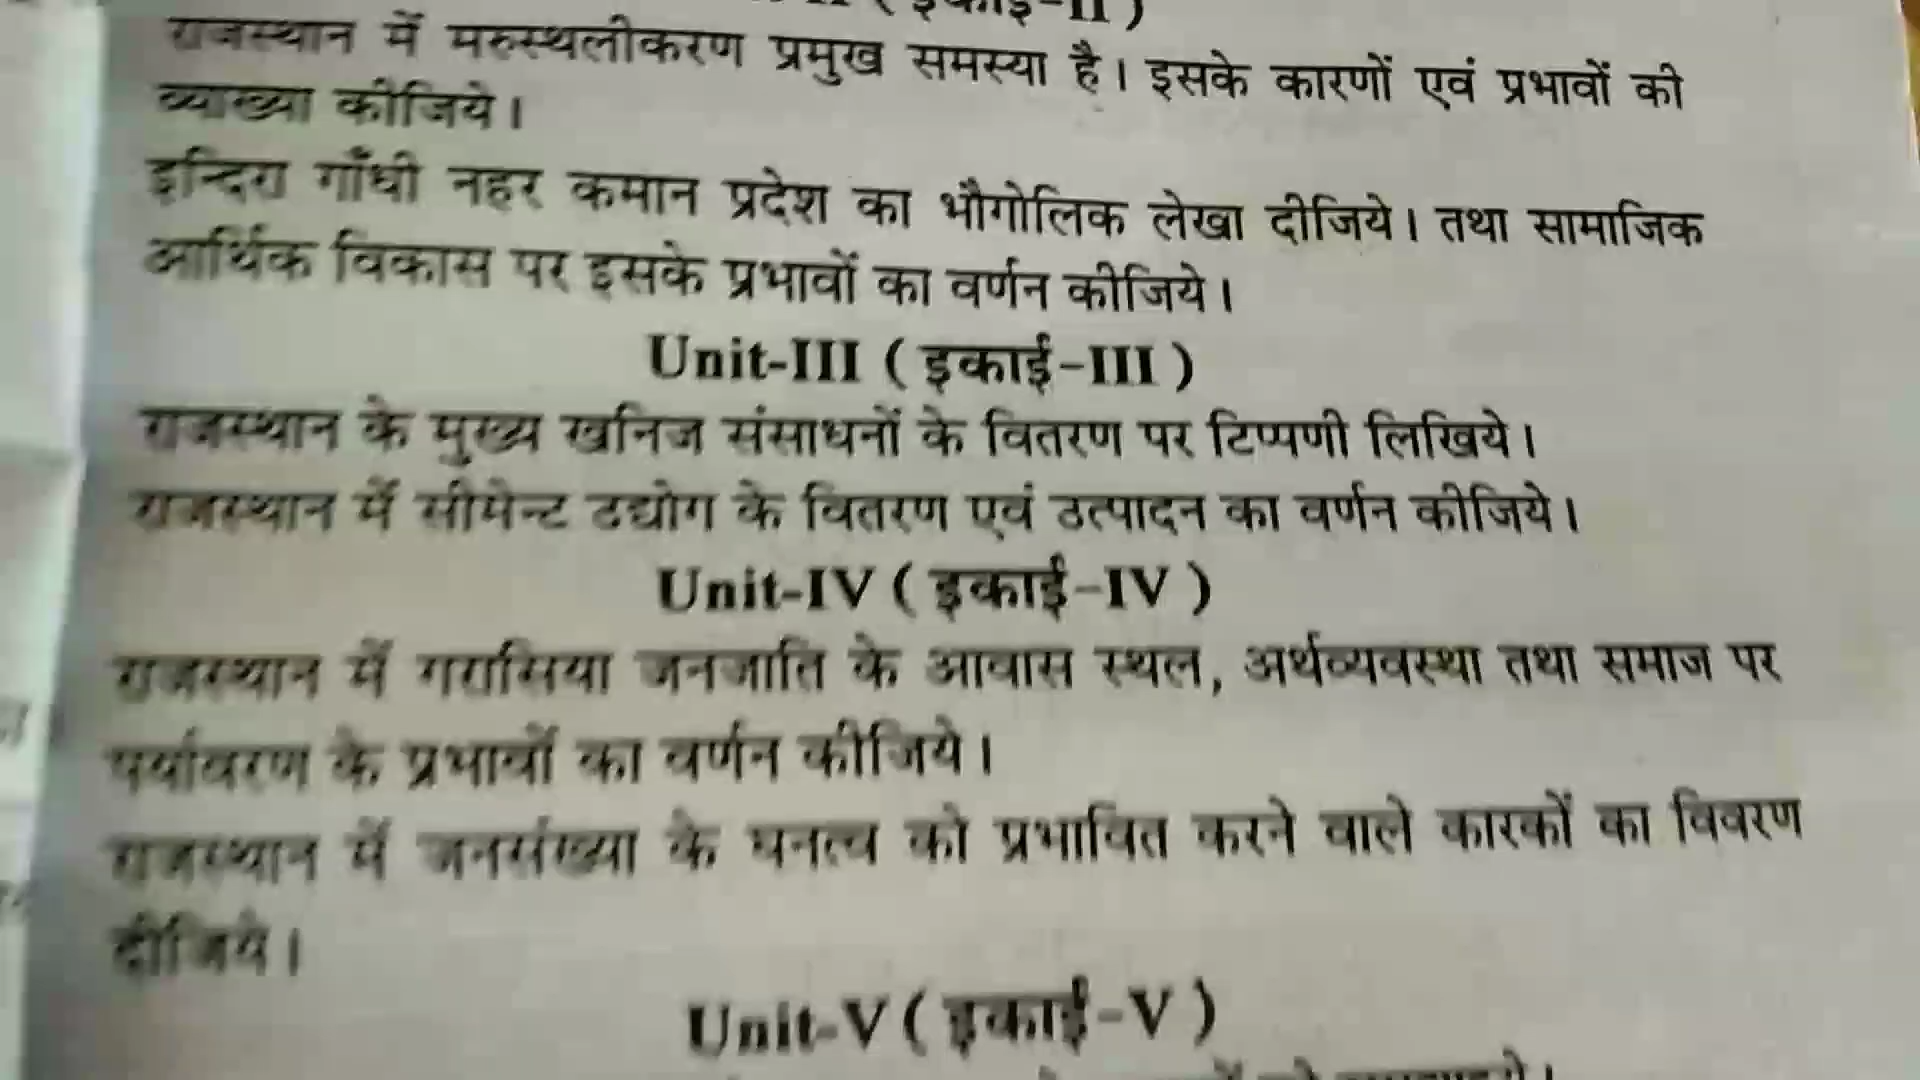 ( इकाई-II )
राजस्थान में मरुस्थलीकरण प्रमुख समस्या है। इसके कारणों एवं प्रभावों की
व्याख्या कीजिये।
इन्दिरा गाँधी नहर कमान प्रदेश का भौगोलिक लेखा दीजिये। तथा सामाजिक
आर्थिक विकास पर इसके प्रभावों का वर्णन कीजिये।
Unit-III ( इकाई-III )
राजस्थान के मुख्य खनिज संसाधनों के वितरण पर टिप्पणी लिखिये।
राजस्थान में सीमेन्ट उद्योग के वितरण एवं उत्पादन का वर्णन कीजिये।
Unit-IV ( इकाई-IV )
राजस्थान में गरासिया जनजाति के आवास स्थल, अर्थव्यवस्था तथा समाज पर
पर्यावरण के प्रभावों का वर्णन कीजिये।
राजस्थान में जनसंख्या के घनत्व को प्रभावित करने वाले कारकों का विवरण
दीजिये।
Unit-V ( इकाई-V )